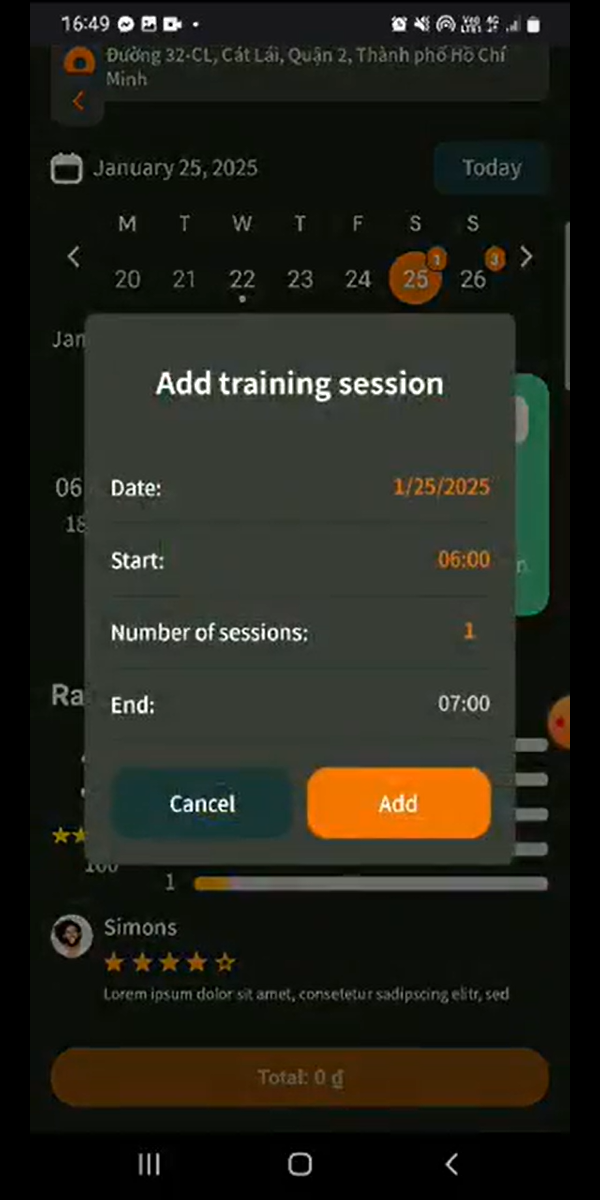 16:49
Đường 32-CL, Cát Lái, Quận 2, Thành phố Hồ Chí
Minh
January 25, 2025
Today
M T W T F S S
20 21 22 23 24 25 1 26 3
Jan
Add training session
Date: 1/25/2025
06
Start: 06:00
18
n
Number of sessions: 1
Ra
End: 07:00
Cancel Add
100
1
Simons
Lorem ipsum dolor sit amet, consetetur sadipscing elitr, sed
Total: 0 ₫